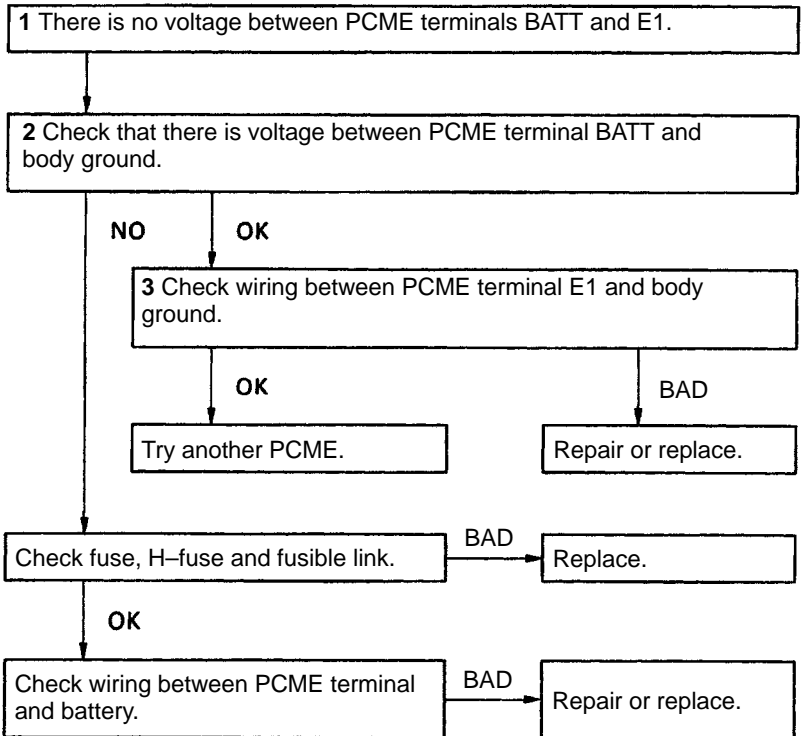 1 There is no voltage between PCME terminals BATT and E1.
2 Check that there is voltage between PCME terminal BATT and
body ground.
NO
OK
3 Check wiring between PCME terminal E1 and body
ground.
OK
BAD
Try another PCME.
Repair or replace.
Check fuse, H–fuse and fusible link.
BAD
Replace.
OK
Check wiring between PCME terminal
and battery.
BAD
Repair or replace.